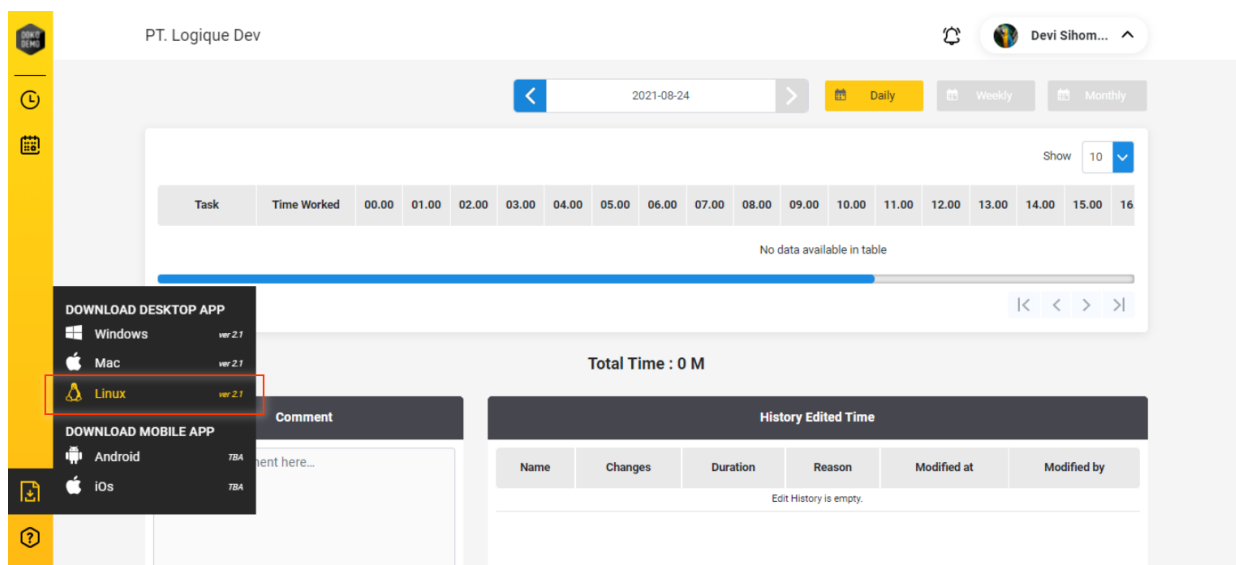 DOKU
DEMO
PT. Logique Dev
Devi Sihom...
2021-08-24
Daily
Weekly
Monthly
Show 10
Task Time Worked 00.00 01.00 02.00 03.00 04.00 05.00 06.00 07.00 08.00 09.00 10.00 11.00 12.00 13.00 14.00 15.00 16.
No data available in table
DOWNLOAD DESKTOP APP
Windows ver 2.1
Mac ver 2.1
Linux ver 2.1
DOWNLOAD MOBILE APP
Android TBA
iOs TBA
Total Time : 0 M
Comment
ment here...
History Edited Time
Name Changes Duration Reason Modified at Modified by
Edit History is empty.